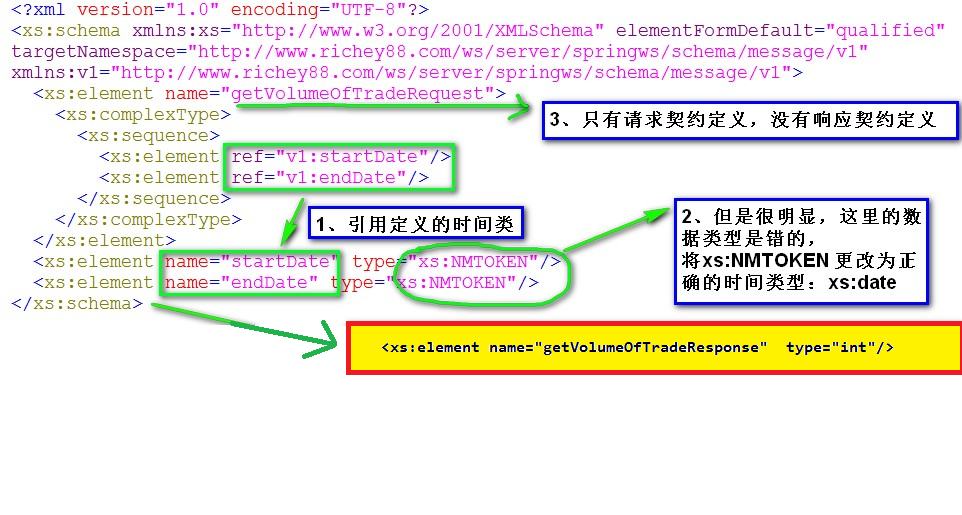 <?xml version="1.0" encoding="UTF-8"?>
<xs:schema xmlns:xs="http://www.w3.org/2001/XMLSchema" elementFormDefault="qualified"
targetNamespace="http://www.richey88.com/ws/server/springws/schema/message/v1"
xmlns:v1="http://www.richey88.com/ws/server/springws/schema/message/v1">
<xs:element name="getVolumeOfTradeRequest">
3、只有请求契约定义，没有响应契约定义
<xs:complexType>
<xs:sequence>
<xs:element ref="v1:startDate"/>
<xs:element ref="v1:endDate"/>
</xs:sequence>
</xs:complexType>
1、引用定义的时间类
2、但是很明显，这里的数
据类型是错的，
将xs:NMTOKEN 更改为正
确的时间类型：xs:date
</xs:element>
<xs:element name="startDate" type="xs:NMTOKEN"/>
<xs:element name="endDate" type="xs:NMTOKEN"/>
</xs:schema>
<xs:element name="getVolumeOfTradeResponse"  type="int"/>